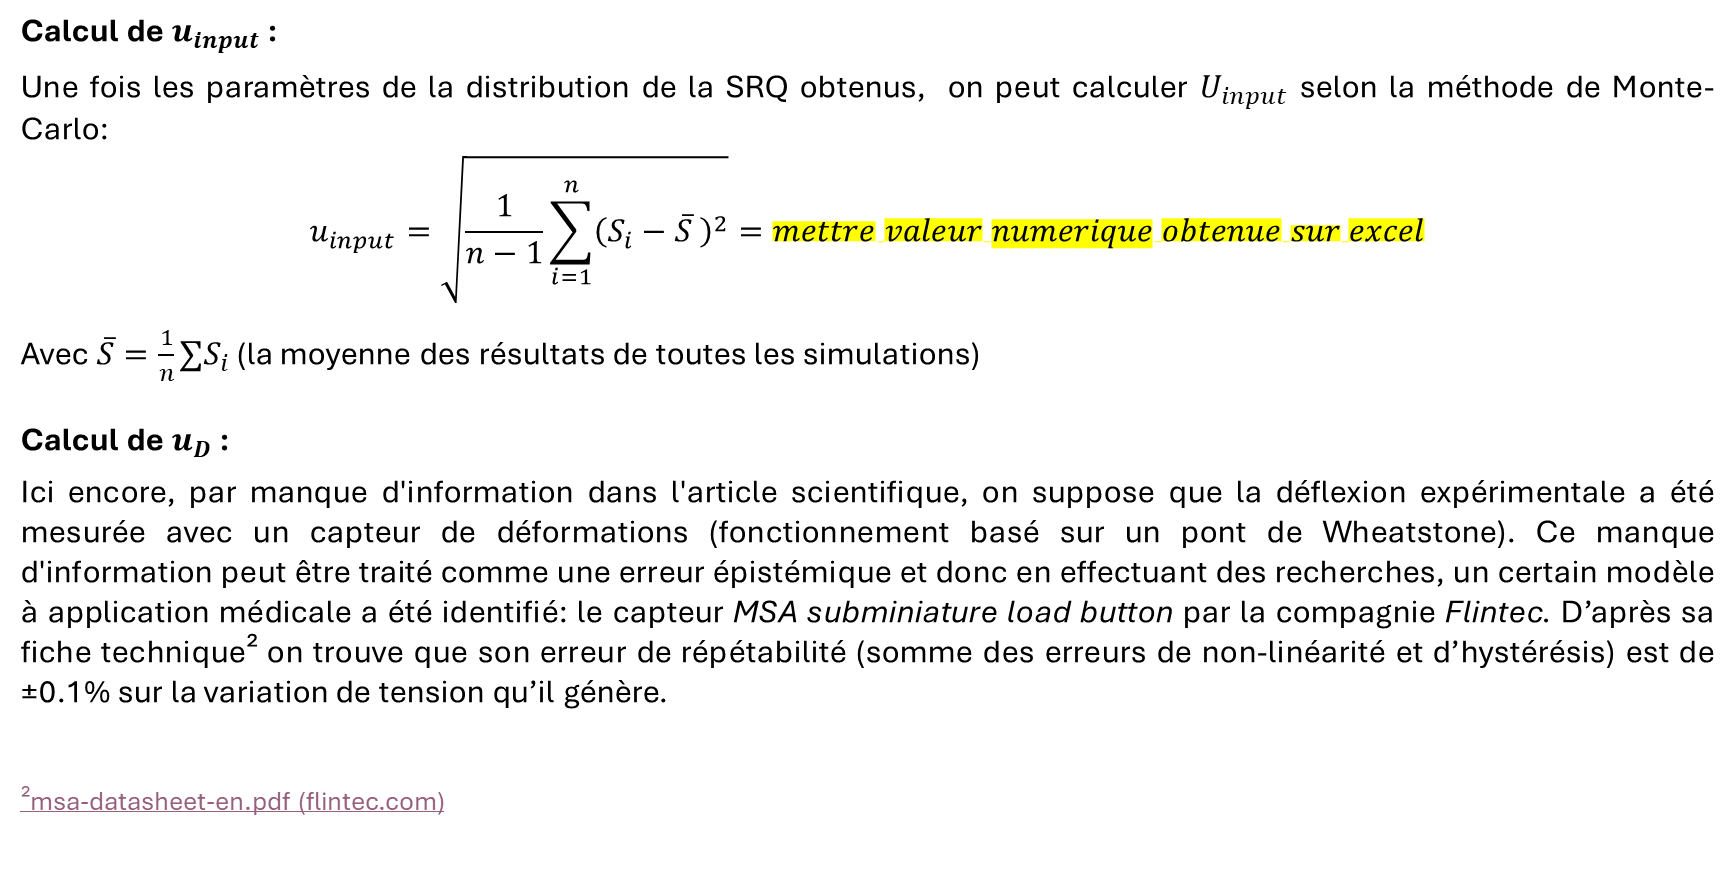 Calcul de u_input :
Une fois les paramètres de la distribution de la SRQ obtenus, on peut calculer U_input selon la méthode de Monte-
Carlo:
u_input = √(1/(n − 1) ∑_{i=1}^{n} (S_i − S̄ )²) = mettre valeur numerique obtenue sur excel
Avec S̄ = 1/n ∑S_i (la moyenne des résultats de toutes les simulations)
Calcul de u_D :
Ici encore, par manque d'information dans l'article scientifique, on suppose que la déflexion expérimentale a été
mesurée avec un capteur de déformations (fonctionnement basé sur un pont de Wheatstone). Ce manque
d'information peut être traité comme une erreur épistémique et donc en effectuant des recherches, un certain modèle
à application médicale a été identifié: le capteur MSA subminiature load button par la compagnie Flintec. D’après sa
fiche technique² on trouve que son erreur de répétabilité (somme des erreurs de non-linéarité et d’hystérésis) est de
±0.1% sur la variation de tension qu’il génère.
²msa-datasheet-en.pdf (flintec.com)